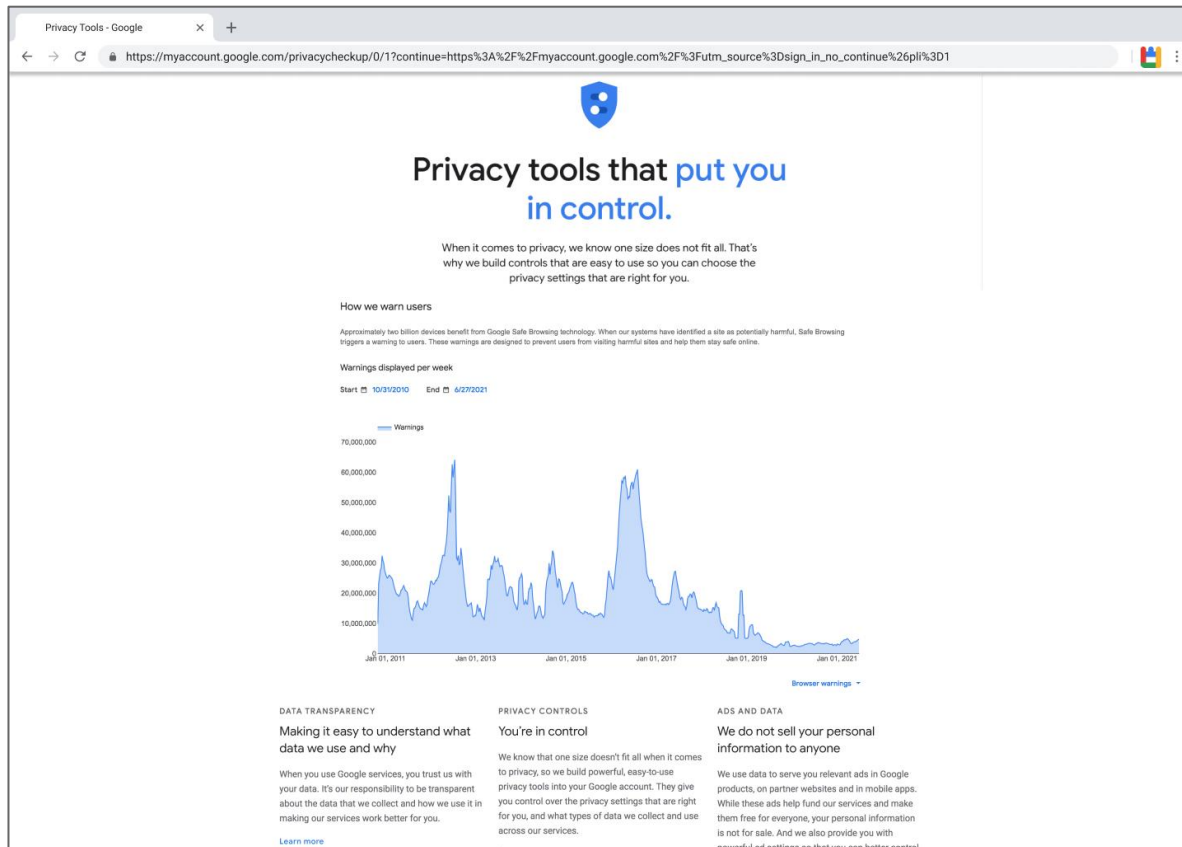 Privacy Tools - Google
https://myaccount.google.com/privacycheckup/0/1?continue=https%3A%2F%2Fmyaccount.google.com%2F%3Futm_source%3Dsign_in_no_continue%26pli%3D1
Privacy tools that put you
in control.
When it comes to privacy, we know one size does not fit all. That's
why we build controls that are easy to use so you can choose the
privacy settings that are right for you.
How we warn users
Approximately two billion devices benefit from Google Safe Browsing technology. When our systems have identified a site as potentially harmful, Safe Browsing
triggers a warning to users. These warnings are designed to prevent users from visiting harmful sites and help them stay safe online.
Warnings displayed per week
Start 10/31/2010 End 6/27/2021
Warnings
70,000,000
60,000,000
50,000,000
40,000,000
30,000,000
20,000,000
10,000,000
0
Jan 01, 2011 Jan 01, 2013 Jan 01, 2015 Jan 01, 2017 Jan 01, 2019 Jan 01, 2021
Browser warnings
DATA TRANSPARENCY
Making it easy to understand what
data we use and why
When you use Google services, you trust us with
your data. It's our responsibility to be transparent
about the data that we collect and how we use it in
making our services work better for you.
Learn more
PRIVACY CONTROLS
You're in control
We know that one size doesn't fit all when it comes
to privacy, so we build powerful, easy-to-use
privacy tools into your Google account. They give
you control over the privacy settings that are right
for you, and what types of data we collect and use
across our services.
ADS AND DATA
We do not sell your personal
information to anyone
We use data to serve you relevant ads in Google
products, on partner websites and in mobile apps.
While these ads help fund our services and make
them free for everyone, your personal information
is not for sale. And we also provide you with
powerful ad settings so that you can better control